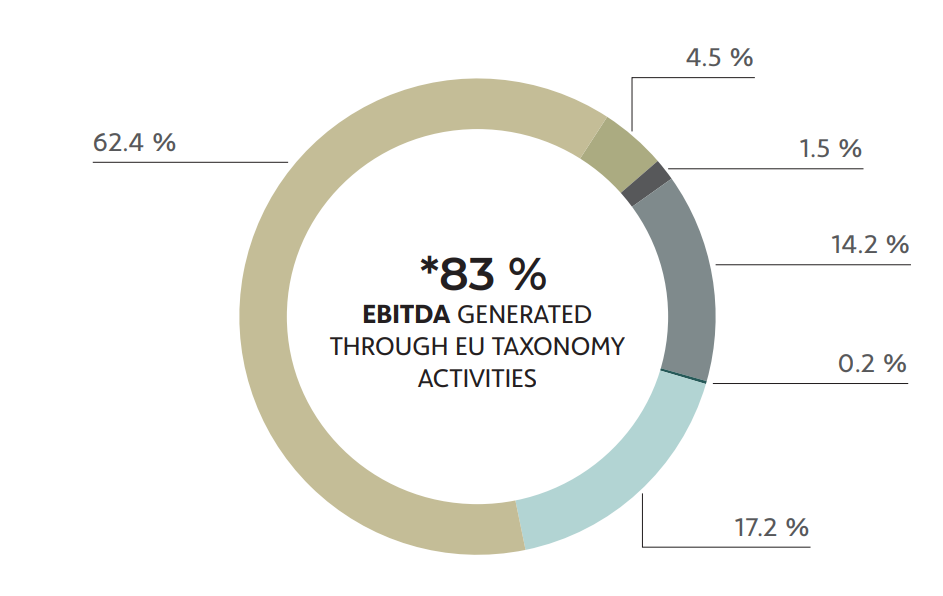 4.5 %
62.4 %
1.5 %
14.2 %
*83 %
EBITDA GENERATED
THROUGH EU TAXONOMY
ACTIVITIES
0.2 %
17.2 %